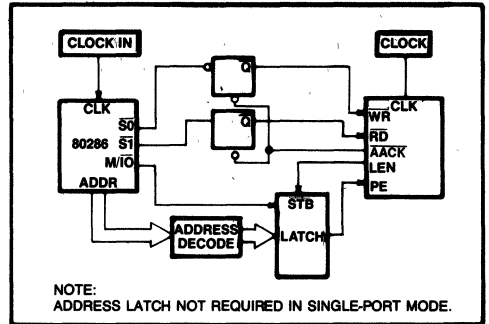 CLOCK IN
CLOCK
CLK
80286
S0
S1
M/IO
ADDR
Q
Q
CLK
WR
RD
AACK
LEN
PE
ADDRESS
DECODE
STB
LATCH
NOTE:
ADDRESS LATCH NOT REQUIRED IN SINGLE-PORT MODE.